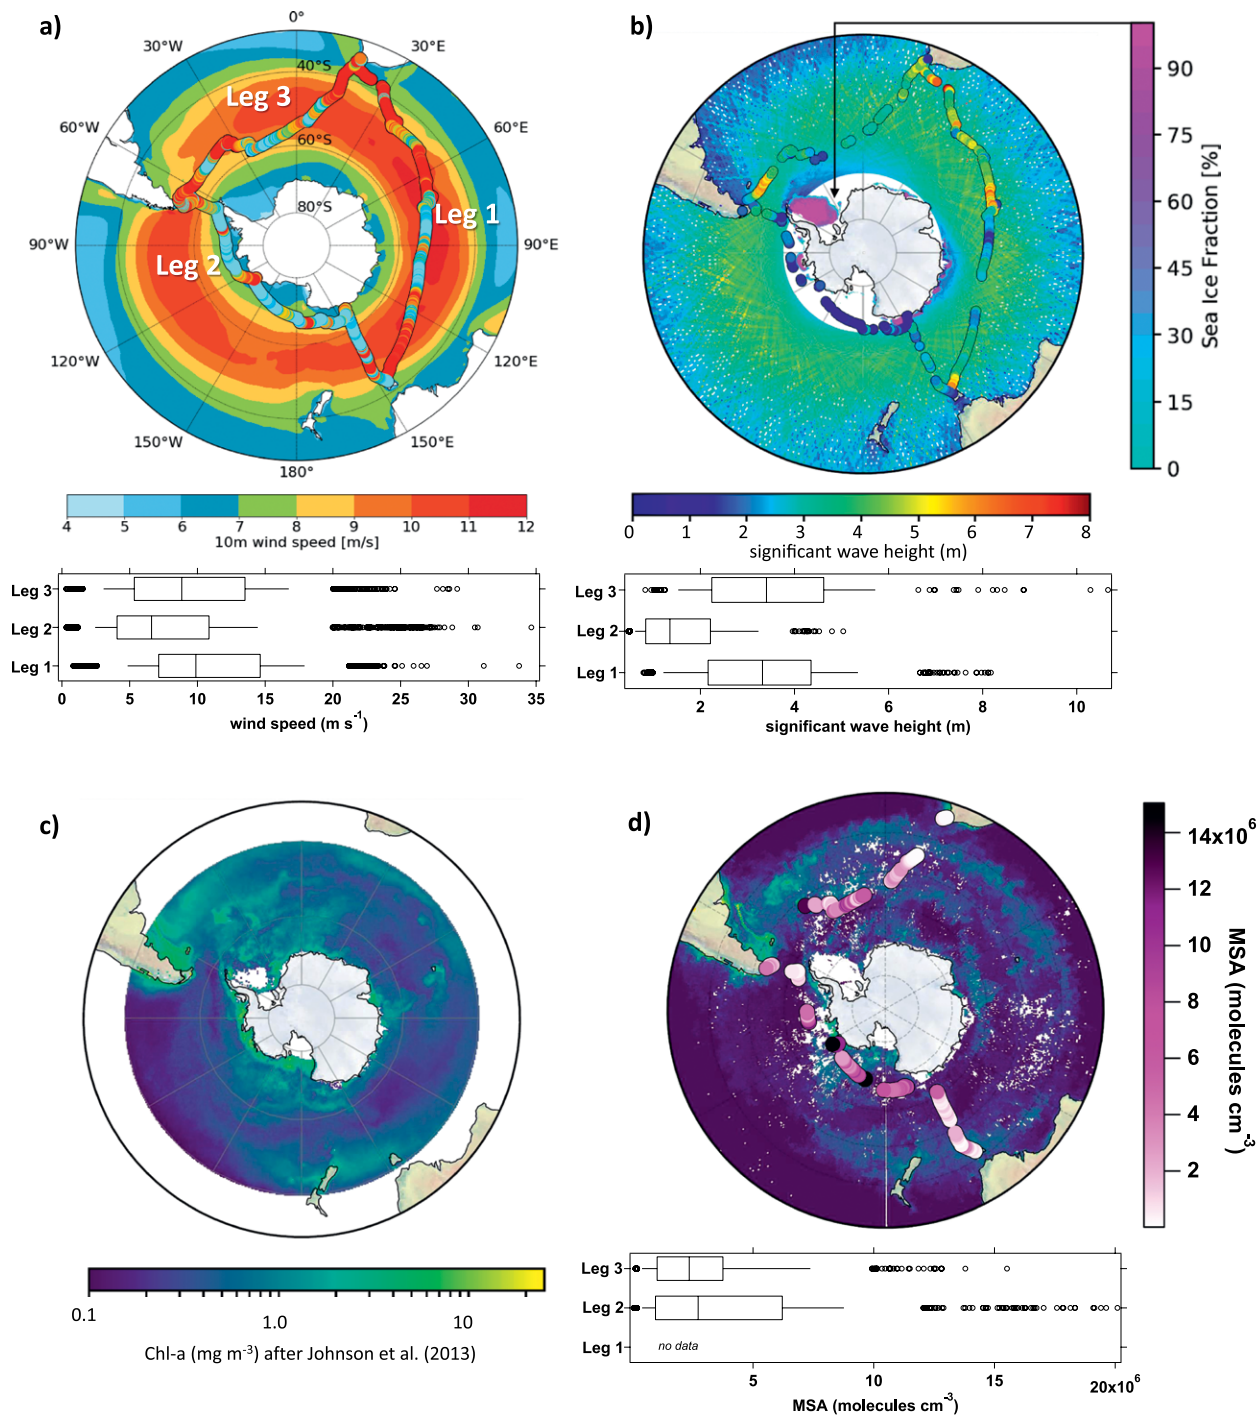 a)
0°
30°W
30°E
40°S
Leg 3
60°W
60°E
60°S
80°S
Leg 1
90°W
90°E
Leg 2
120°W
120°E
150°W
150°E
180°
4 5 6 7 8 9 10 11 12
10m wind speed [m/s]
Leg 3
Leg 2
Leg 1
0 5 10 15 20 25 30 35
wind speed (m s-1)
b)
90
75
60
45
30
15
0
Sea Ice Fraction [%]
0 1 2 3 4 5 6 7 8
significant wave height (m)
Leg 3
Leg 2
Leg 1
2 4 6 8 10
significant wave height (m)
c)
0.1 1.0 10
Chl-a (mg m-3) after Johnson et al. (2013)
d)
14x10⁶
12
10
8
6
4
2
MSA (molecules cm-3)
Leg 3
Leg 2
Leg 1
no data
5 10 15 20x10⁶
MSA (molecules cm-3)